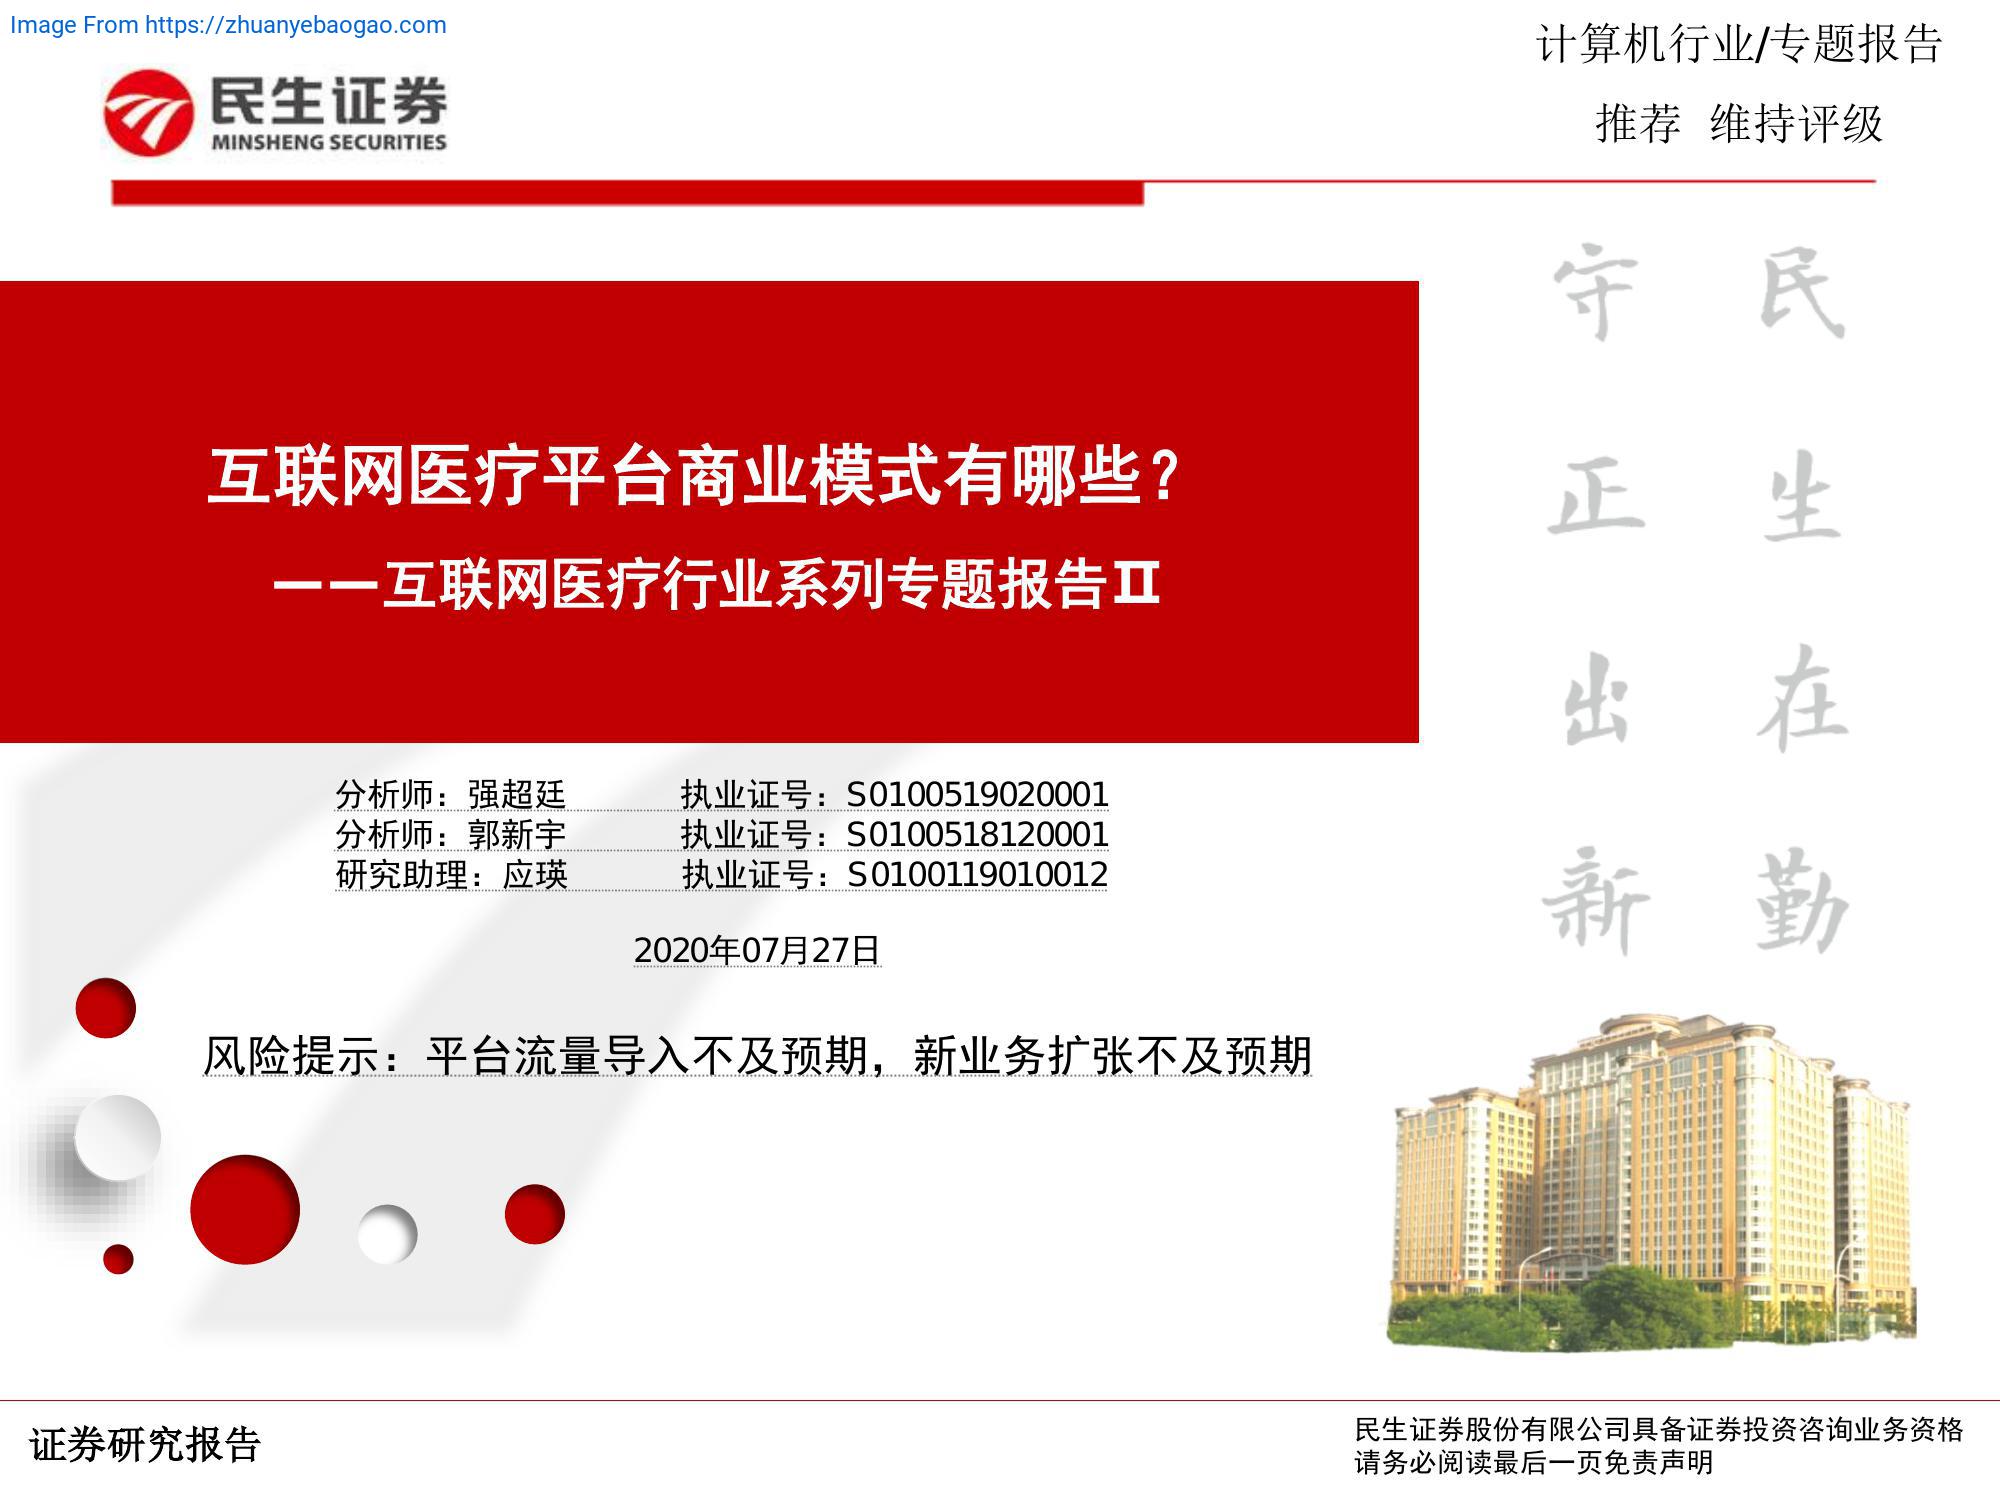 Image From https://zhuanyebaogao.com
计算机行业/专题报告
民生证券
MINSHENG SECURITIES
推荐 维持评级
民生在勤
守正出新
互联网医疗平台商业模式有哪些?
——互联网医疗行业系列专题报告Ⅱ
分析师：强超廷 执业证号：S0100519020001
分析师：郭新宇 执业证号：S0100518120001
研究助理：应瑛 执业证号：S0100119010012
2020年07月27日
风险提示：平台流量导入不及预期，新业务扩张不及预期
证券研究报告
民生证券股份有限公司具备证券投资咨询业务资格
请务必阅读最后一页免责声明